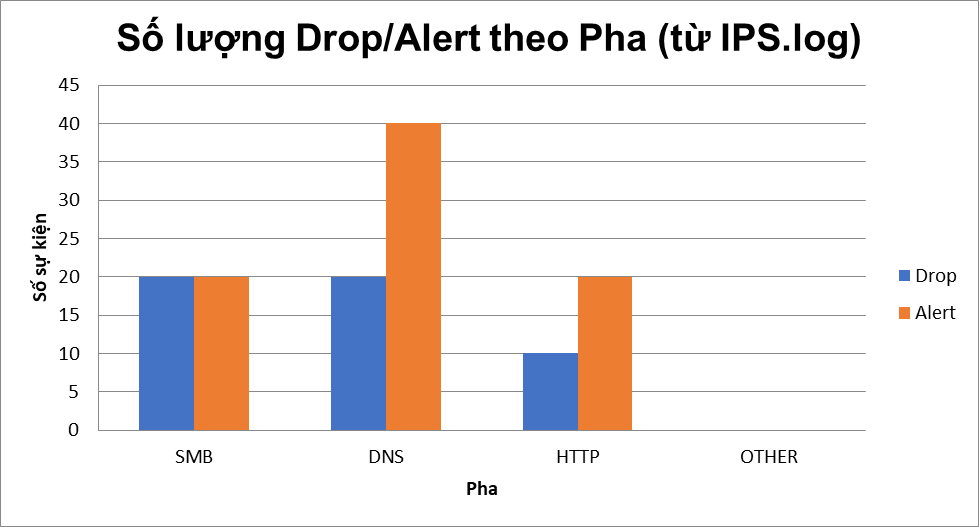 Số lượng Drop/Alert theo Pha (từ IPS.log)
45
40
35
30
25
20
15
10
5
0
Số sự kiện
SMB
DNS
HTTP
OTHER
Pha
Drop
Alert